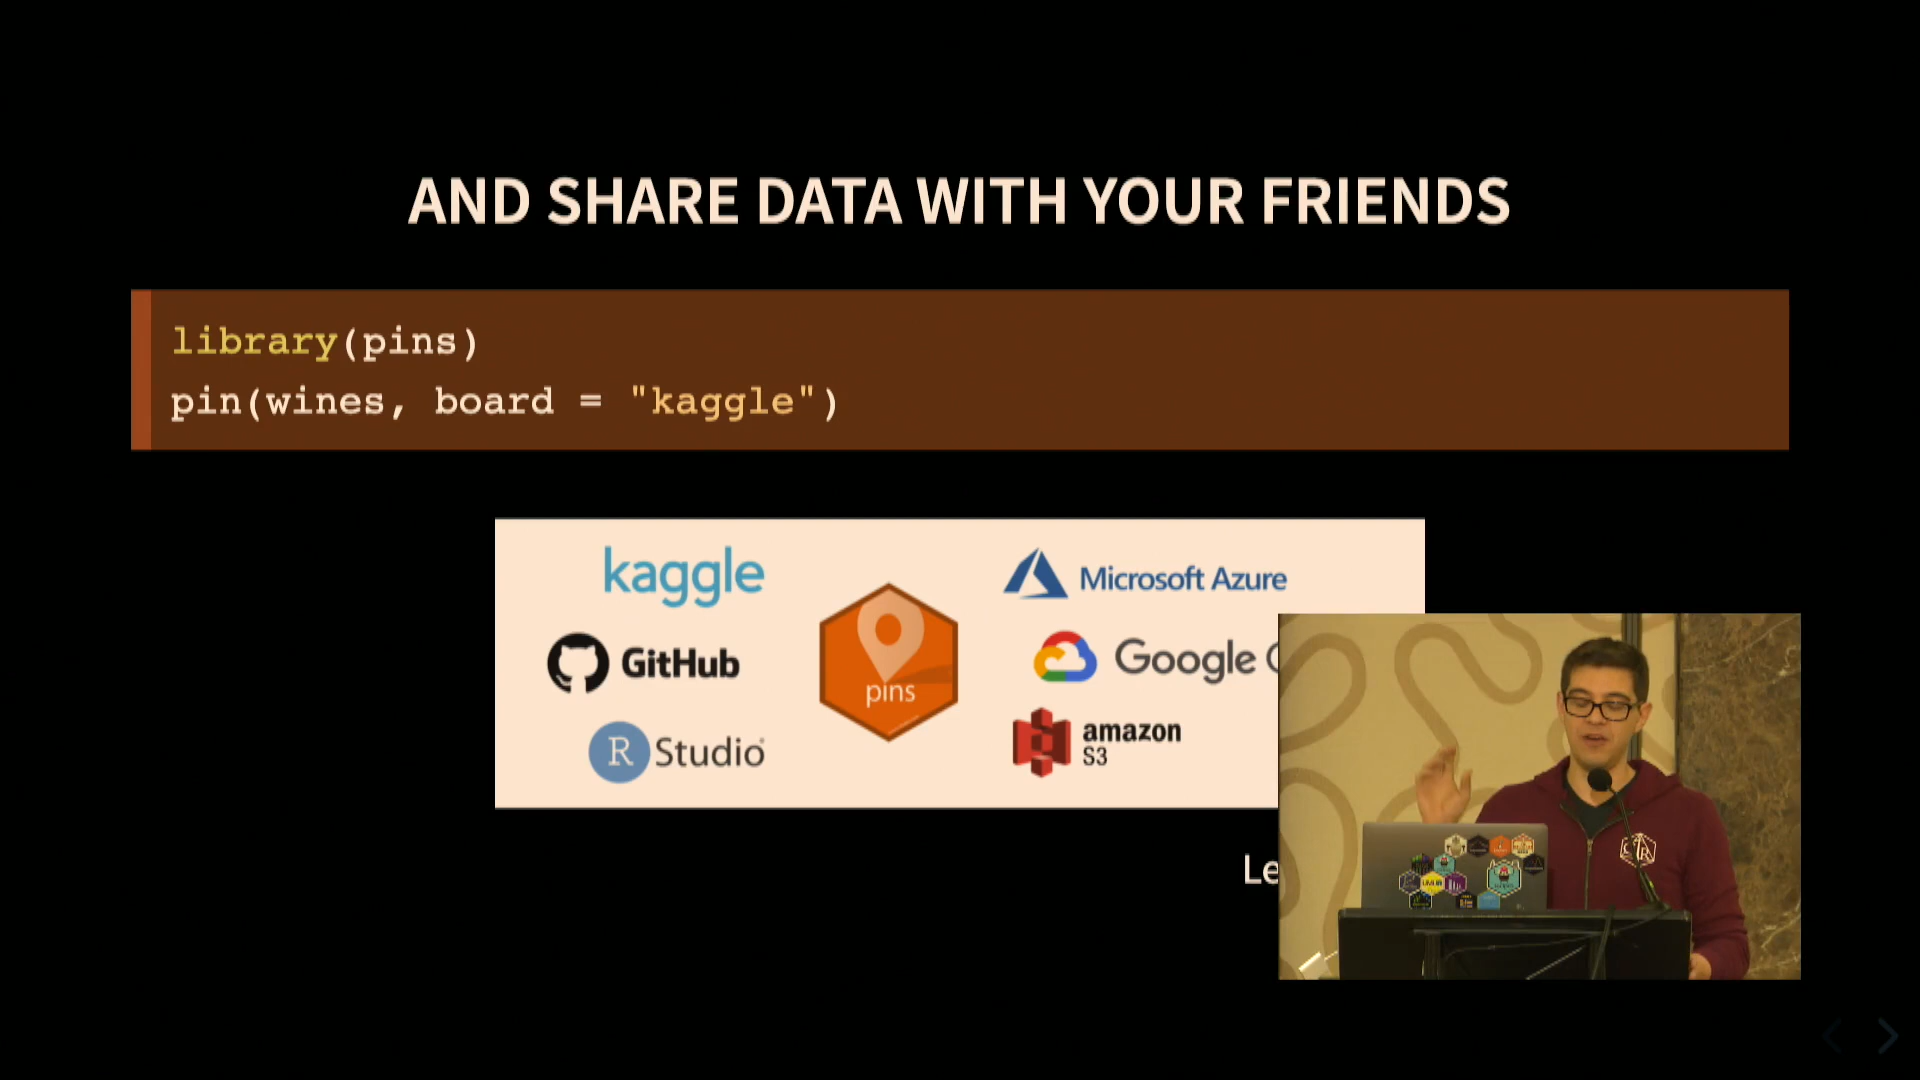 AND SHARE DATA WITH YOUR FRIENDS
library(pins)
pin(wines, board = "kaggle")
kaggle
Microsoft Azure
GitHub
pins
Google
R Studio
amazon
S3
Le